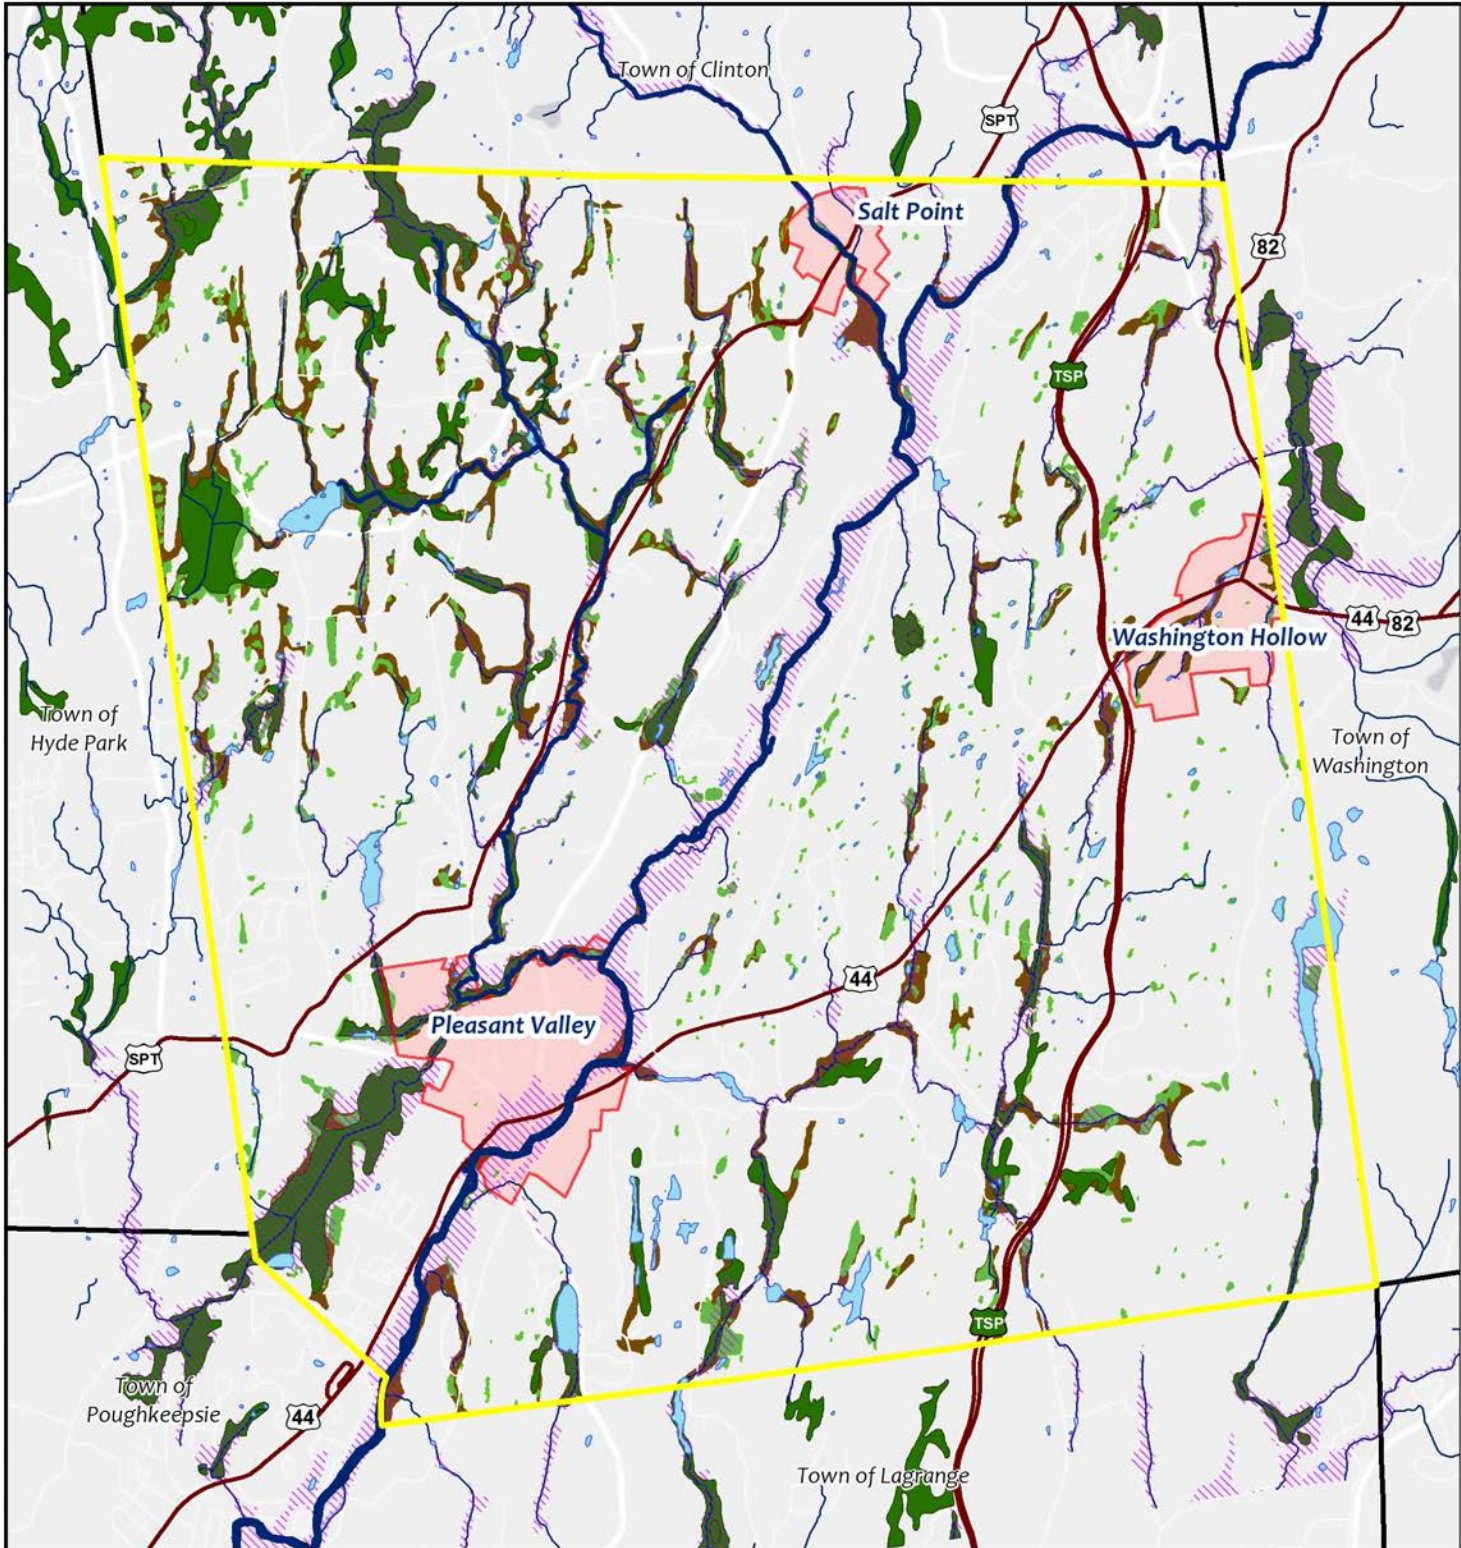 Town of Clinton
SPT
Salt Point
82
TSP
44
82
Washington Hollow
Town of
Hyde Park
Town of
Washington
44
Pleasant Valley
SPT
TSP
Town of
Poughkeepsie
44
Town of Lagrange